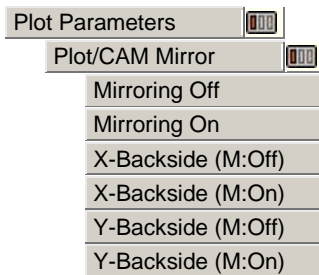 Plot Parameters
Plot/CAM Mirror
Mirroring Off
Mirroring On
X-Backside (M:Off)
X-Backside (M:On)
Y-Backside (M:Off)
Y-Backside (M:On)